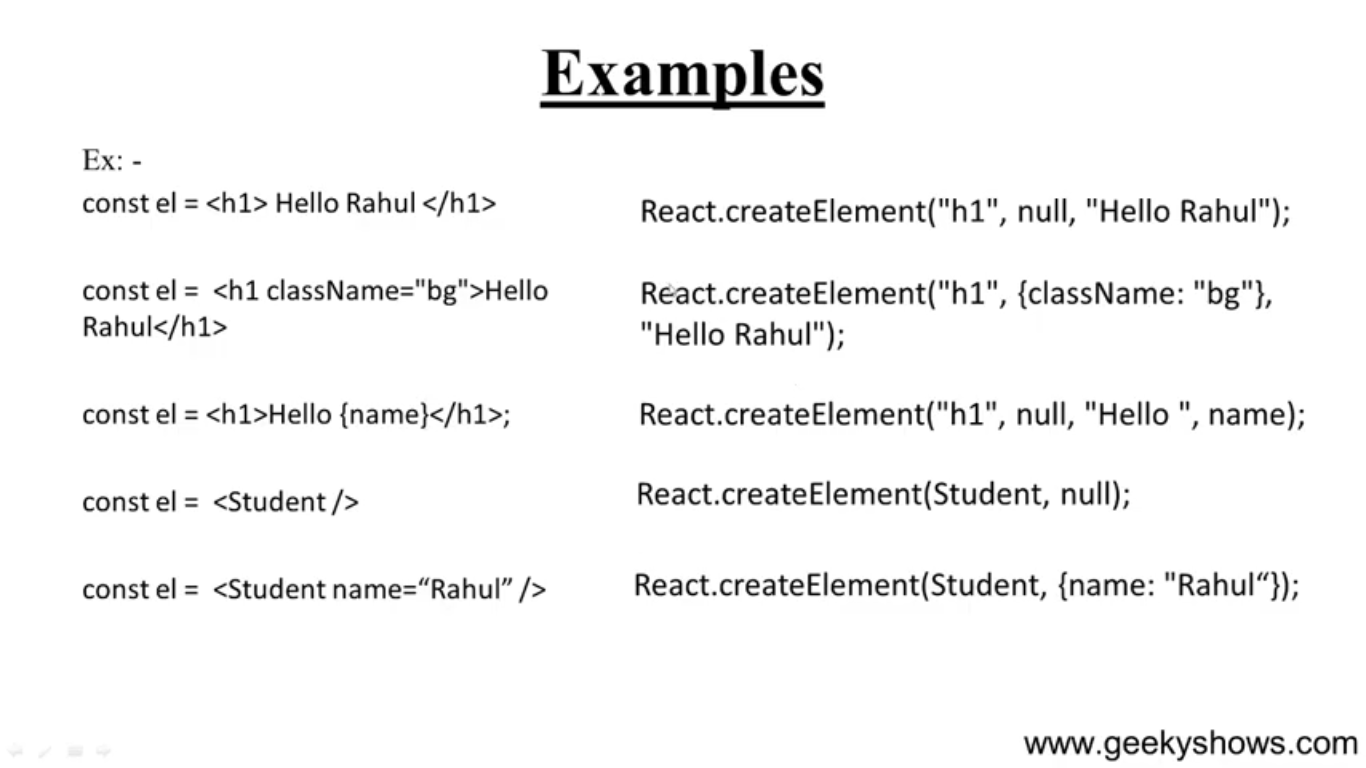 Examples
Ex: -
const el = <h1> Hello Rahul </h1>
React.createElement("h1", null, "Hello Rahul");
const el =  <h1 className="bg">Hello
Rahul</h1>
React.createElement("h1", {className: "bg"},
"Hello Rahul");
const el = <h1>Hello {name}</h1>;
React.createElement("h1", null, "Hello ", name);
const el =  <Student />
React.createElement(Student, null);
const el =  <Student name=“Rahul” />
React.createElement(Student, {name: "Rahul“});
www.geekyshows.com